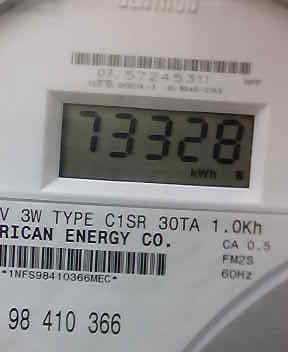 07 572453
73328
kWh
V 3W TYPE C1SR 30TA 1.0Kh
RICAN ENERGY CO.
CA 0.5
FM2S
60Hz
*1NFS98410366MEC*
98 410 366